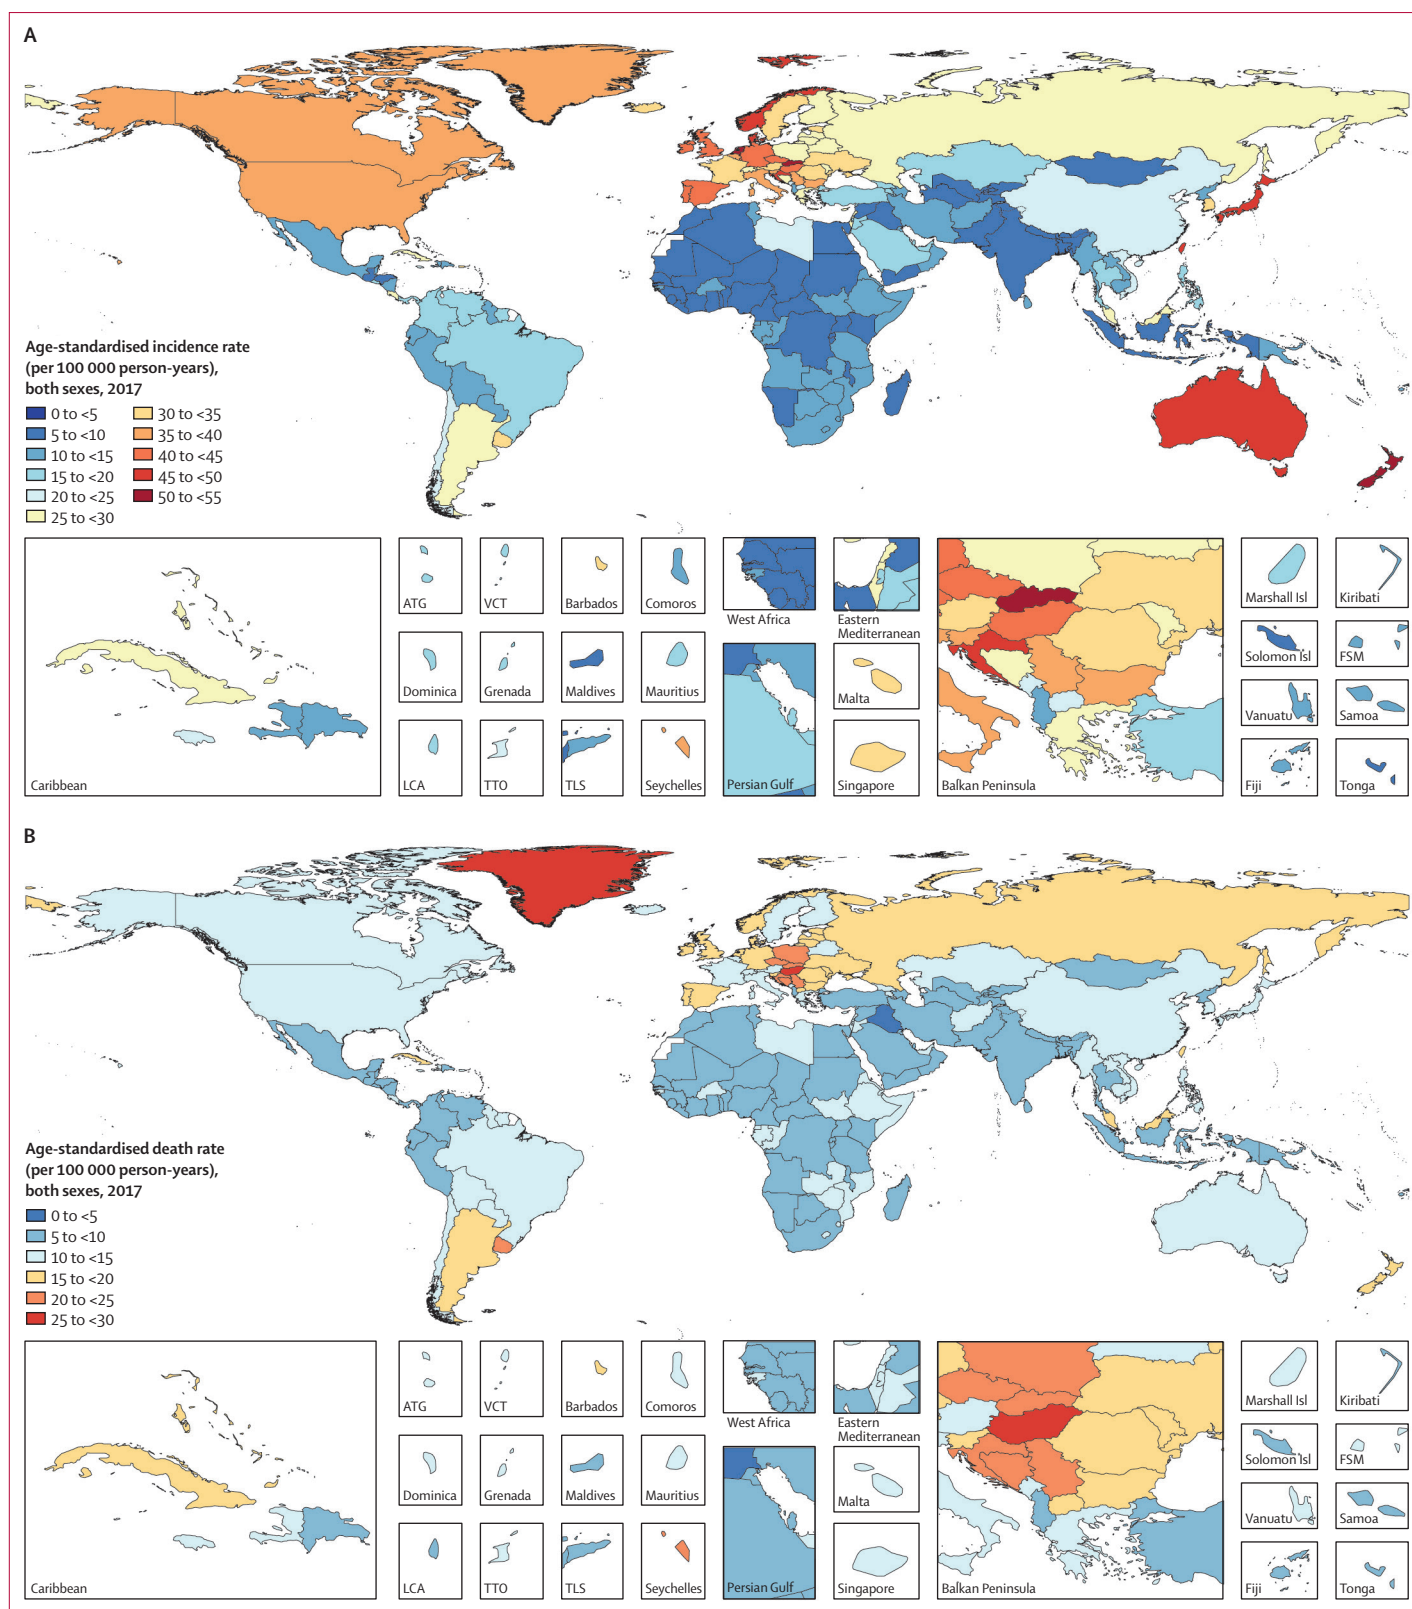 A
Age-standardised incidence rate
(per 100 000 person-years),
both sexes, 2017
0 to <5
5 to <10
10 to <15
15 to <20
20 to <25
25 to <30
30 to <35
35 to <40
40 to <45
45 to <50
50 to <55
Caribbean
ATG
VCT
Barbados
Comoros
Dominica
Grenada
Maldives
Mauritius
LCA
TTO
TLS
Seychelles
West Africa
Eastern
Mediterranean
Persian Gulf
Malta
Singapore
Balkan Peninsula
Marshall Isl
Kiribati
Solomon Isl
FSM
Vanuatu
Samoa
Fiji
Tonga
B
Age-standardised death rate
(per 100 000 person-years),
both sexes, 2017
0 to <5
5 to <10
10 to <15
15 to <20
20 to <25
25 to <30
Caribbean
ATG
VCT
Barbados
Comoros
Dominica
Grenada
Maldives
Mauritius
LCA
TTO
TLS
Seychelles
West Africa
Eastern
Mediterranean
Persian Gulf
Malta
Singapore
Balkan Peninsula
Marshall Isl
Kiribati
Solomon Isl
FSM
Vanuatu
Samoa
Fiji
Tonga